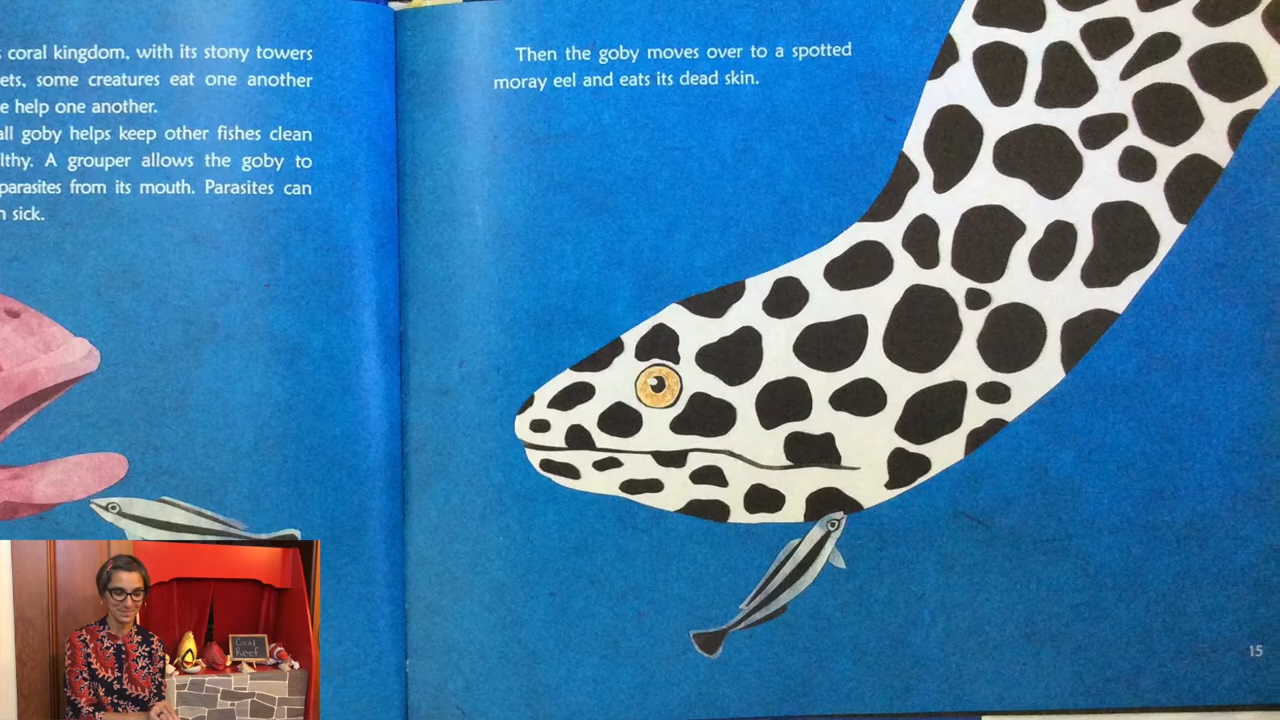 coral kingdom, with its stony towers
ets, some creatures eat one another
e help one another.
all goby helps keep other fishes clean
lthy. A grouper allows the goby to
parasites from its mouth. Parasites can
sick.
Then the goby moves over to a spotted
moray eel and eats its dead skin.
Coral
Reef
15